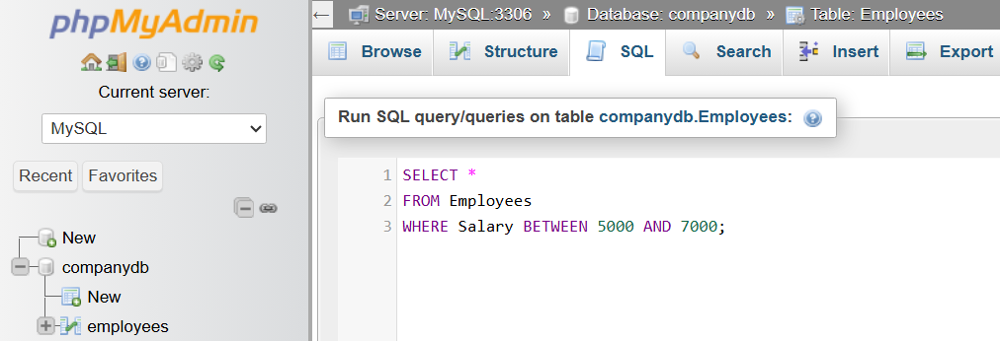 phpMyAdmin
Current server:
MySQL
Recent Favorites
New
companydb
New
employees
Server: MySQL:3306 » Database: companydb » Table: Employees
Browse Structure SQL Search Insert Export
Run SQL query/queries on table companydb.Employees:
1 SELECT *
2 FROM Employees
3 WHERE Salary BETWEEN 5000 AND 7000;